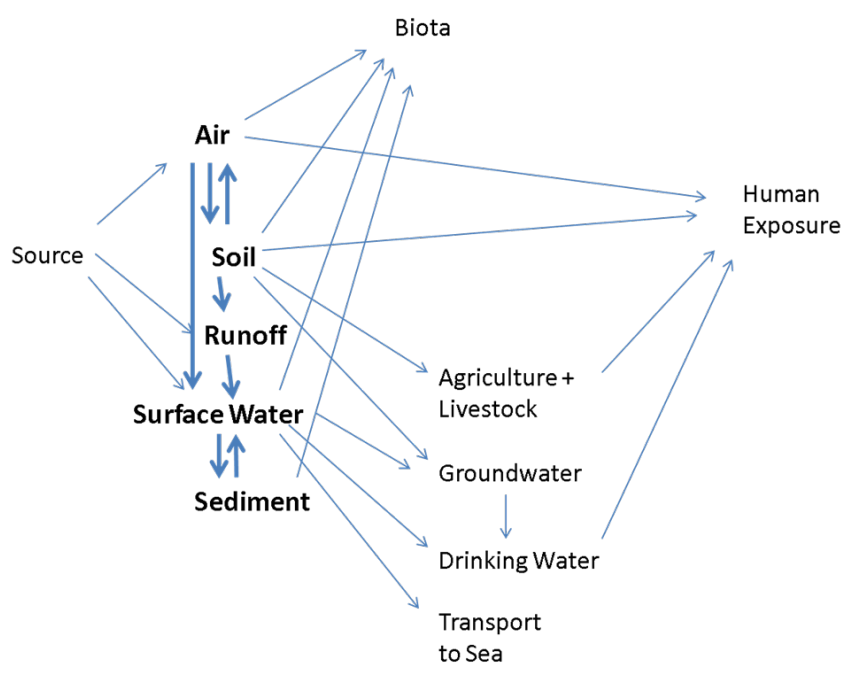 Biota
Air
Human
Exposure
Source
Soil
Runoff
Agriculture +
Livestock
Surface Water
Groundwater
Sediment
Drinking Water
Transport
to Sea